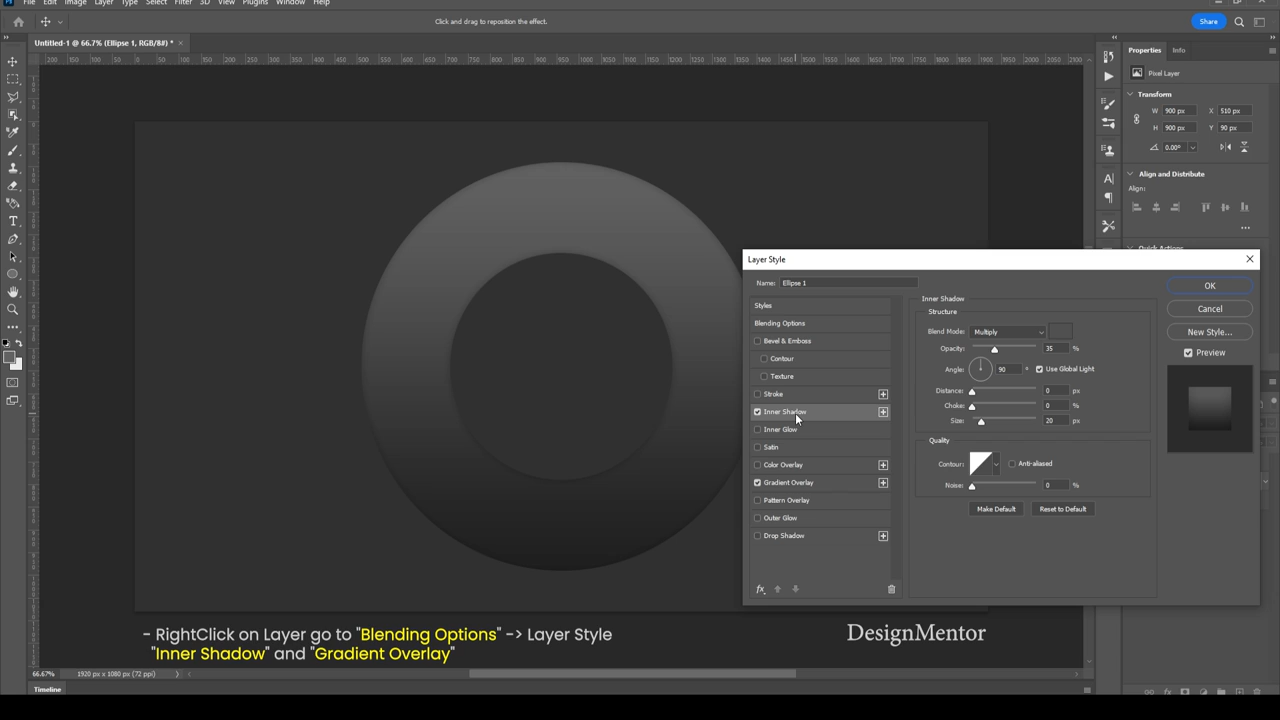 File Edit Image Layer Type Select Filter 3D View Plugins Window Help
Click and drag to reposition the effect.
Share
Untitled-1 @ 66.7% (Ellipse 1, RGB/8#) *
Properties
Info
Pixel Layer
Transform
W 900 px X 510 px
H 900 px Y 90 px
0.00°
Align and Distribute
Align:
Quick Actions
Layer Style
Name: Ellipse 1
Styles
Blending Options
Bevel & Emboss
Contour
Texture
Stroke
Inner Shadow
Inner Glow
Satin
Color Overlay
Gradient Overlay
Pattern Overlay
Outer Glow
Drop Shadow
fx
Inner Shadow
Structure
Blend Mode: Multiply
Opacity: 35 %
Angle: 90 ° Use Global Light
Distance: 0 px
Choke: 0 %
Size: 20 px
Quality
Contour: Anti-aliased
Noise: 0 %
Make Default Reset to Default
OK
Cancel
New Style...
Preview
- RightClick on Layer go to "Blending Options" -> Layer Style
"Inner Shadow" and "Gradient Overlay"
DesignMentor
66.67% 1920 px x 1080 px (72 ppi)
Timeline